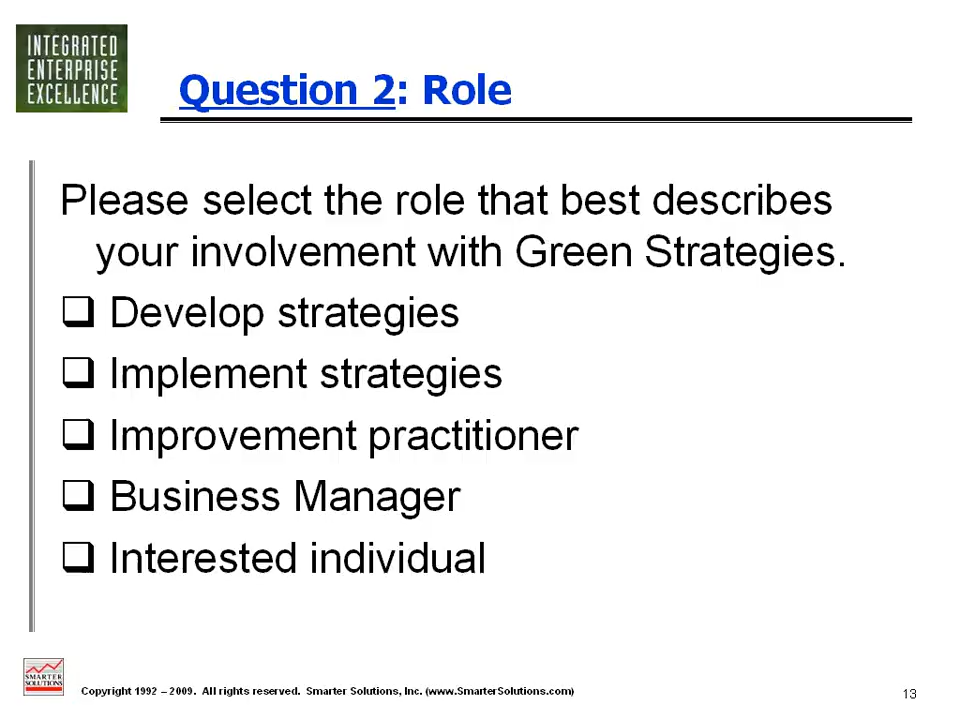 INTEGRATED
ENTERPRISE
EXCELLENCE
Question 2: Role
Please select the role that best describes
your involvement with Green Strategies.
❑ Develop strategies
❑ Implement strategies
❑ Improvement practitioner
❑ Business Manager
❑ Interested individual
SMARTER
SOLUTIONS
Copyright 1992 – 2009. All rights reserved. Smarter Solutions, Inc. (www.SmarterSolutions.com)
13